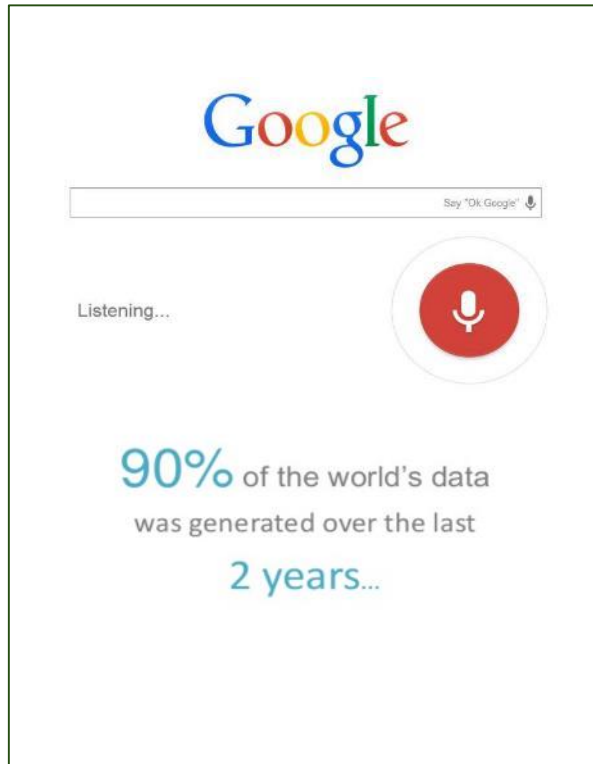 Google
Say "Ok Google"
Listening...
90% of the world's data
was generated over the last
2 years...